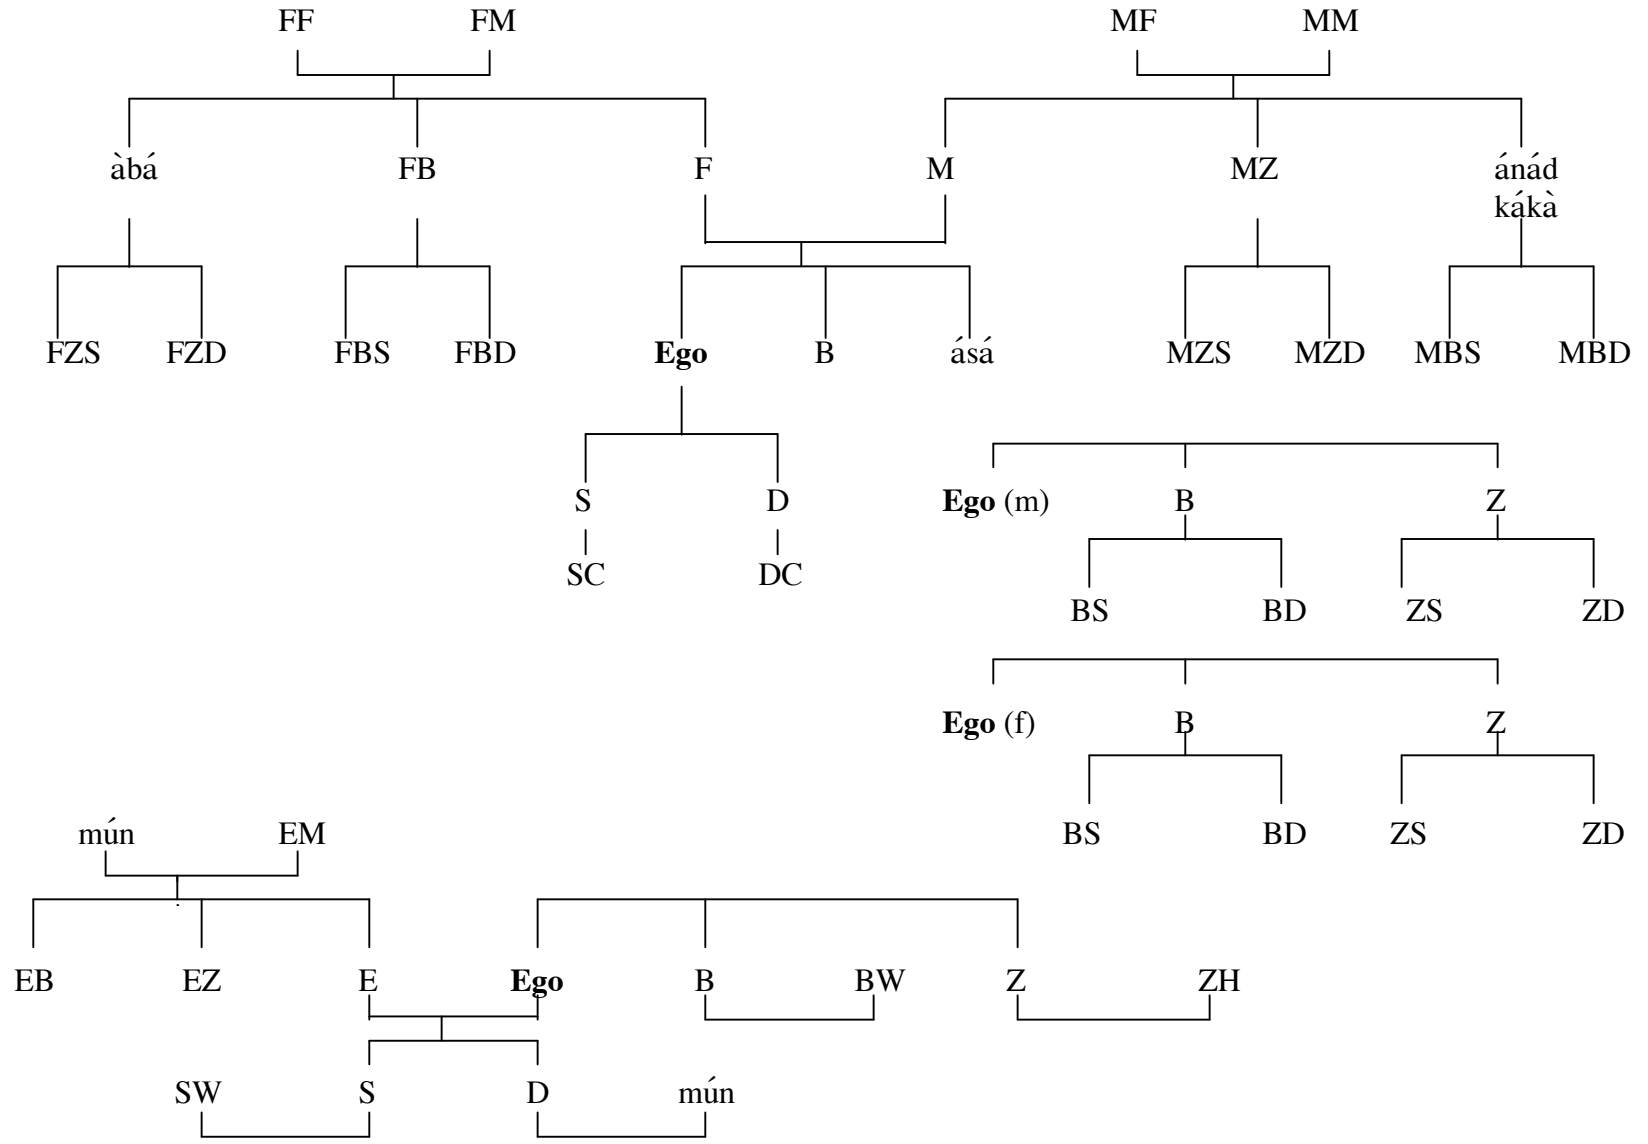 FF FM MF MM
àbá FB F M MZ ánád
kákà
FZS FZD FBS FBD Ego B ásá MZS MZD MBS MBD
S D Ego (m) B Z
SC DC
BS BD ZS ZD
Ego (f) B Z
mún EM BS BD ZS ZD
EB EZ E Ego B BW Z ZH
SW S D mún